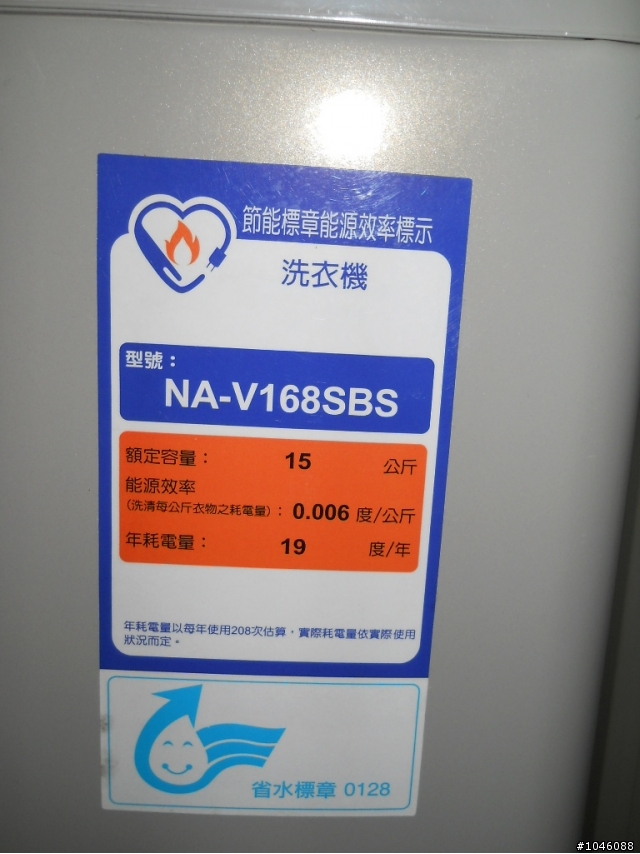 節能標章能源效率標示
洗衣機
型號：
NA-V168SBS
額定容量： 15 公斤
能源效率
(洗清每公斤衣物之耗電量)： 0.006 度/公斤
年耗電量： 19 度/年
年耗電量以每年使用208次估算，實際耗電量依實際使用
狀況而定。
省水標章 0128
#1046088